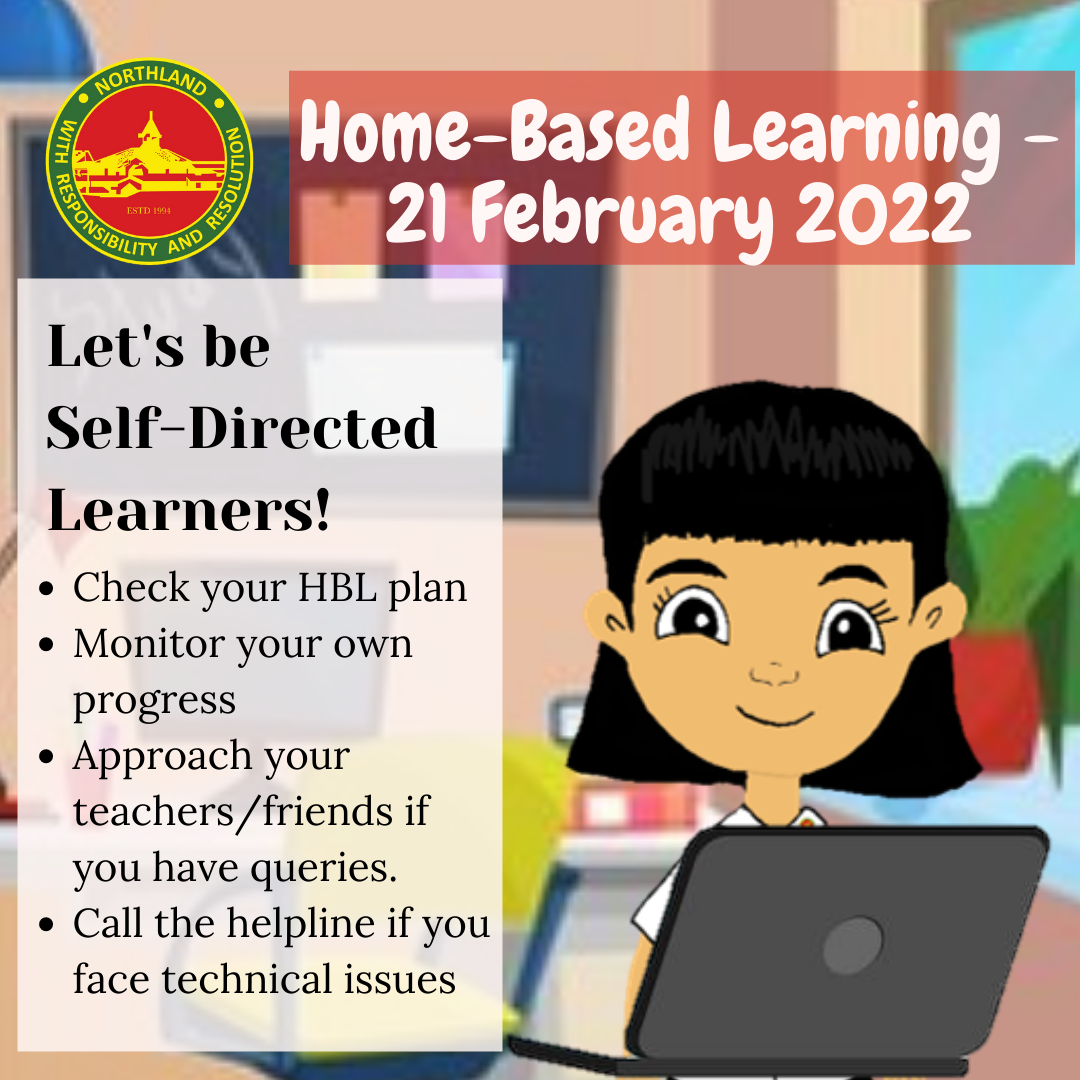 NORTHLAND
WITH RESPONSIBILITY AND RESOLUTION
ESTD 1994
Home-Based Learning -
21 February 2022
Study
Let's be
Self-Directed
Learners!
• Check your HBL plan
• Monitor your own
progress
• Approach your
teachers/friends if
you have queries.
• Call the helpline if you
face technical issues